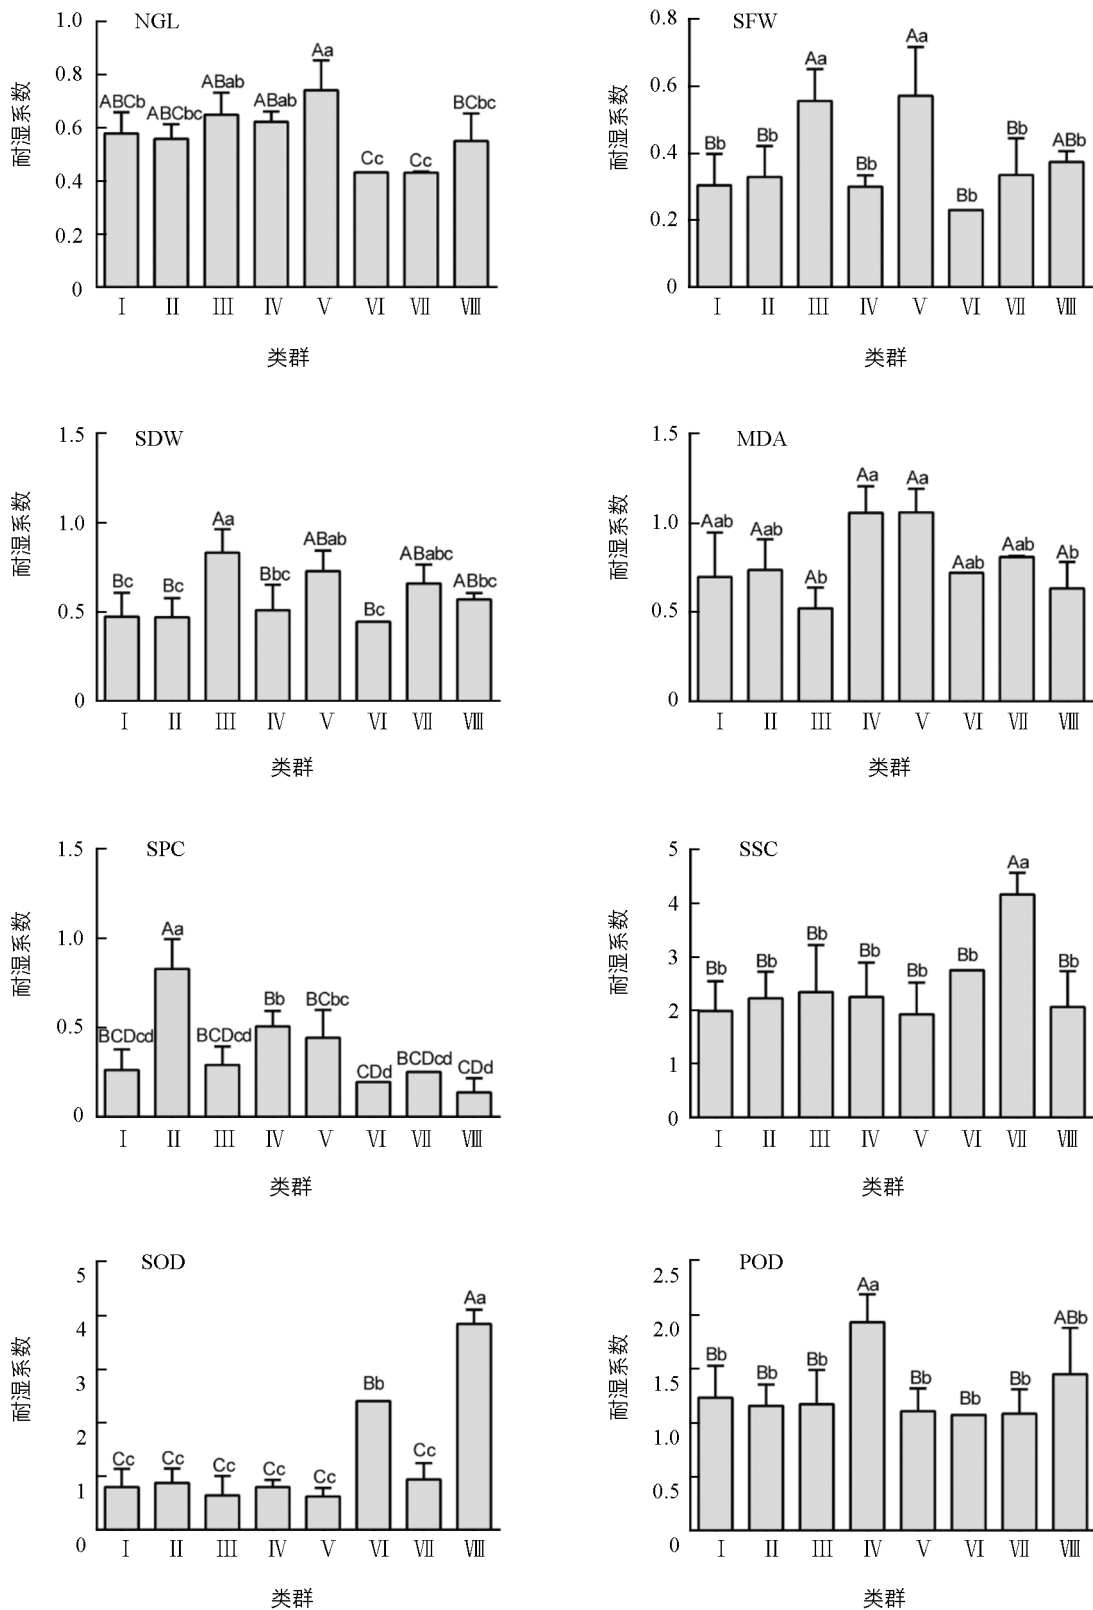 NGL
耐湿系数
1.0
0.8
0.6
0.4
0.2
0
ABCb ABCbc ABab ABab Aa Cc Cc BCbc
Ⅰ Ⅱ Ⅲ Ⅳ Ⅴ Ⅵ Ⅶ Ⅷ
类群
SFW
耐湿系数
0.8
0.6
0.4
0.2
0
Bb Bb Aa Bb Aa Bb Bb ABb
Ⅰ Ⅱ Ⅲ Ⅳ Ⅴ Ⅵ Ⅶ Ⅷ
类群
SDW
耐湿系数
1.5
1.0
0.5
0
Bc Bc Aa Bbc ABab Bc ABabc ABbc
Ⅰ Ⅱ Ⅲ Ⅳ Ⅴ Ⅵ Ⅶ Ⅷ
类群
MDA
耐湿系数
1.5
1.0
0.5
0
Aab Aab Ab Aa Aa Aab Aab Ab
Ⅰ Ⅱ Ⅲ Ⅳ Ⅴ Ⅵ Ⅶ Ⅷ
类群
SPC
耐湿系数
1.5
1.0
0.5
0
BCDcd Aa BCDcd Bb BCbc CDd BCDcd CDd
Ⅰ Ⅱ Ⅲ Ⅳ Ⅴ Ⅵ Ⅶ Ⅷ
类群
SSC
耐湿系数
5
4
3
2
1
0
Bb Bb Bb Bb Bb Bb Aa Bb
Ⅰ Ⅱ Ⅲ Ⅳ Ⅴ Ⅵ Ⅶ Ⅷ
类群
SOD
耐湿系数
5
4
3
2
1
0
Cc Cc Cc Cc Cc Bb Cc Aa
Ⅰ Ⅱ Ⅲ Ⅳ Ⅴ Ⅵ Ⅶ Ⅷ
类群
POD
耐湿系数
2.5
2.0
1.5
1.0
0.5
0
Bb Bb Bb Aa Bb Bb Bb ABb
Ⅰ Ⅱ Ⅲ Ⅳ Ⅴ Ⅵ Ⅶ Ⅷ
类群